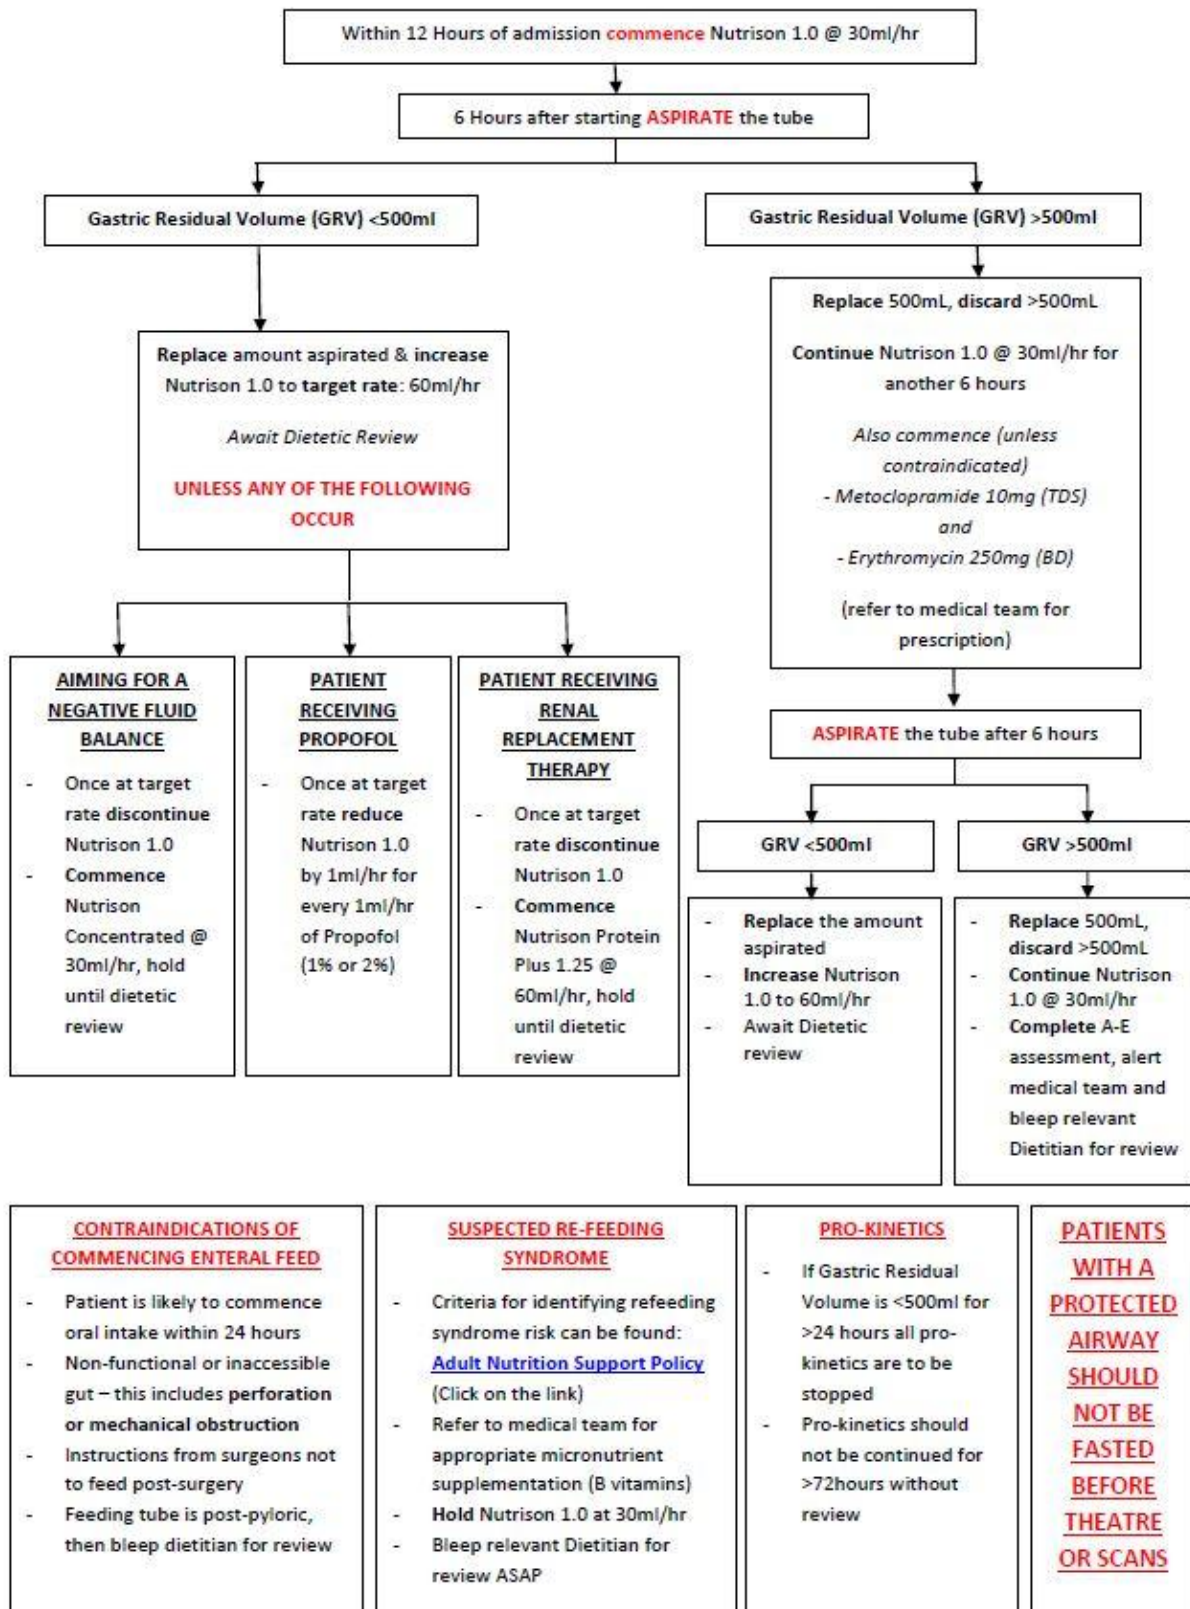 Within 12 Hours of admission commence Nutrison 1.0 @ 30ml/hr
6 Hours after starting ASPIRATE the tube
Gastric Residual Volume (GRV) <500ml
Gastric Residual Volume (GRV) >500ml
Replace amount aspirated & increase
Nutrison 1.0 to target rate: 60ml/hr
Await Dietetic Review
UNLESS ANY OF THE FOLLOWING
OCCUR
Replace 500mL, discard >500mL
Continue Nutrison 1.0 @ 30ml/hr for
another 6 hours
Also commence (unless
contraindicated)
- Metoclopramide 10mg (TDS)
and
- Erythromycin 250mg (BD)
(refer to medical team for
prescription)
AIMING FOR A
NEGATIVE FLUID
BALANCE
- Once at target
rate discontinue
Nutrison 1.0
- Commence
Nutrison
Concentrated @
30ml/hr, hold
until dietetic
review
PATIENT
RECEIVING
PROPOFOL
- Once at target
rate reduce
Nutrison 1.0
by 1ml/hr for
every 1ml/hr
of Propofol
(1% or 2%)
PATIENT RECEIVING
RENAL
REPLACEMENT
THERAPY
- Once at target
rate discontinue
Nutrison 1.0
- Commence
Nutrison Protein
Plus 1.25 @
60ml/hr, hold
until dietetic
review
ASPIRATE the tube after 6 hours
GRV <500ml
GRV >500ml
- Replace the amount
aspirated
- Increase Nutrison
1.0 to 60ml/hr
- Await Dietetic
review
- Replace 500mL,
discard >500mL
- Continue Nutrison
1.0 @ 30ml/hr
- Complete A-E
assessment, alert
medical team and
bleep relevant
Dietitian for review
CONTRAINDICATIONS OF
COMMENCING ENTERAL FEED
- Patient is likely to commence
oral intake within 24 hours
- Non-functional or inaccessible
gut – this includes perforation
or mechanical obstruction
- Instructions from surgeons not
to feed post-surgery
- Feeding tube is post-pyloric,
then bleep dietitian for review
SUSPECTED RE-FEEDING
SYNDROME
- Criteria for identifying refeeding
syndrome risk can be found:
Adult Nutrition Support Policy
(Click on the link)
- Refer to medical team for
appropriate micronutrient
supplementation (B vitamins)
- Hold Nutrison 1.0 at 30ml/hr
- Bleep relevant Dietitian for
review ASAP
PRO-KINETICS
- If Gastric Residual
Volume is <500ml for
>24 hours all pro-
kinetics are to be
stopped
- Pro-kinetics should
not be continued for
>72hours without
review
PATIENTS
WITH A
PROTECTED
AIRWAY
SHOULD
NOT BE
FASTED
BEFORE
THEATRE
OR SCANS